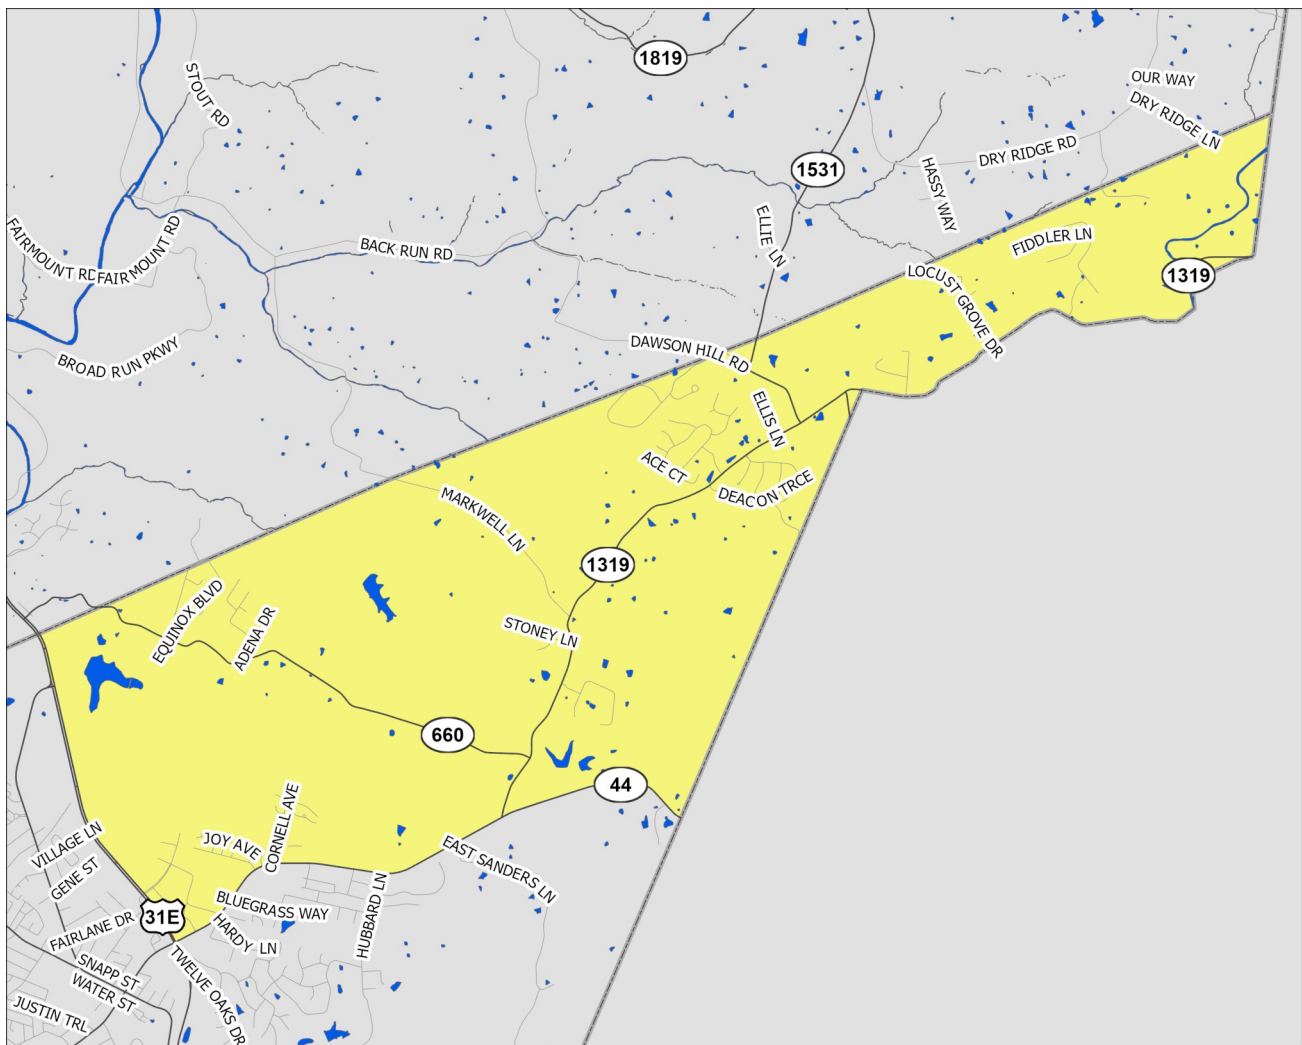 1819
STOUT RD
OUR WAY
DRY RIDGE LN
DRY RIDGE RD
1531
HASSY WAY
ELLIE LN
FAIRMOUNT RD
FAIRMOUNT RD
BACK RUN RD
FIDDLER LN
LOCUST GROVE DR
1319
BROAD RUN PKWY
DAWSON HILL RD
ELLIS LN
ACE CT
DEACON TRCE
MARKWELL LN
1319
EQUINOX BLVD
ADENA DR
STONEY LN
660
44
CORNELL AVE
JOY AVE
VILLAGE LN
GENE ST
EAST SANDERS LN
HUBBARD LN
BLUEGRASS WAY
31E
FAIRLANE DR
HARDY LN
SNAPP ST
WATER ST
TWELVE OAKS DR
JUSTIN TRL